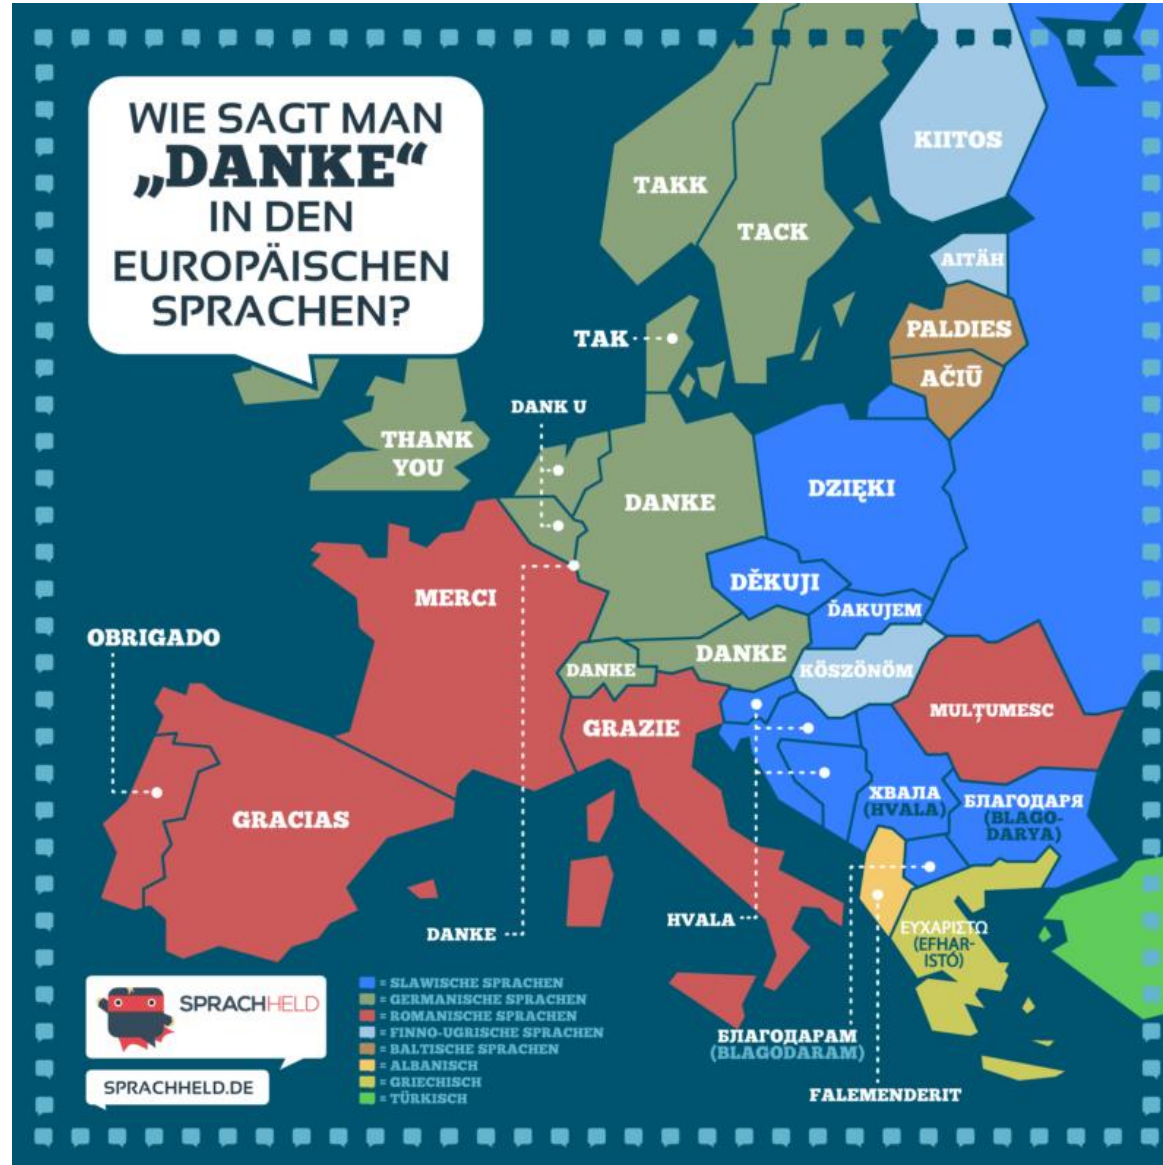 WIE SAGT MAN
„DANKE“
IN DEN
EUROPÄISCHEN
SPRACHEN?
KIITOS
TAKK
TACK
AITÄH
TAK
PALDIES
AČIŪ
DANK U
THANK
YOU
DZIĘKI
DANKE
DĚKUJI
MERCI
ĎAKUJEM
OBRIGADO
DANKE
DANKE
KÖSZÖNÖM
GRAZIE
MULȚUMESC
ХВАЛА
(HVALA)
БЛАГОДАРЯ
(BLAGO-
DARYA)
GRACIAS
HVALA
DANKE
ΕΥΧΑΡΙΣΤΩ
(EFHAR-
ISTÓ)
SPRACHHELD
SPRACHHELD.DE
= SLAWISCHE SPRACHEN
= GERMANISCHE SPRACHEN
= ROMANISCHE SPRACHEN
= FINNO-UGRISCHE SPRACHEN
= BALTISCHE SPRACHEN
= ALBANISCH
= GRIECHISCH
= TÜRKISCH
БЛАГОДАРАМ
(BLAGODARAM)
FALEMENDERIT